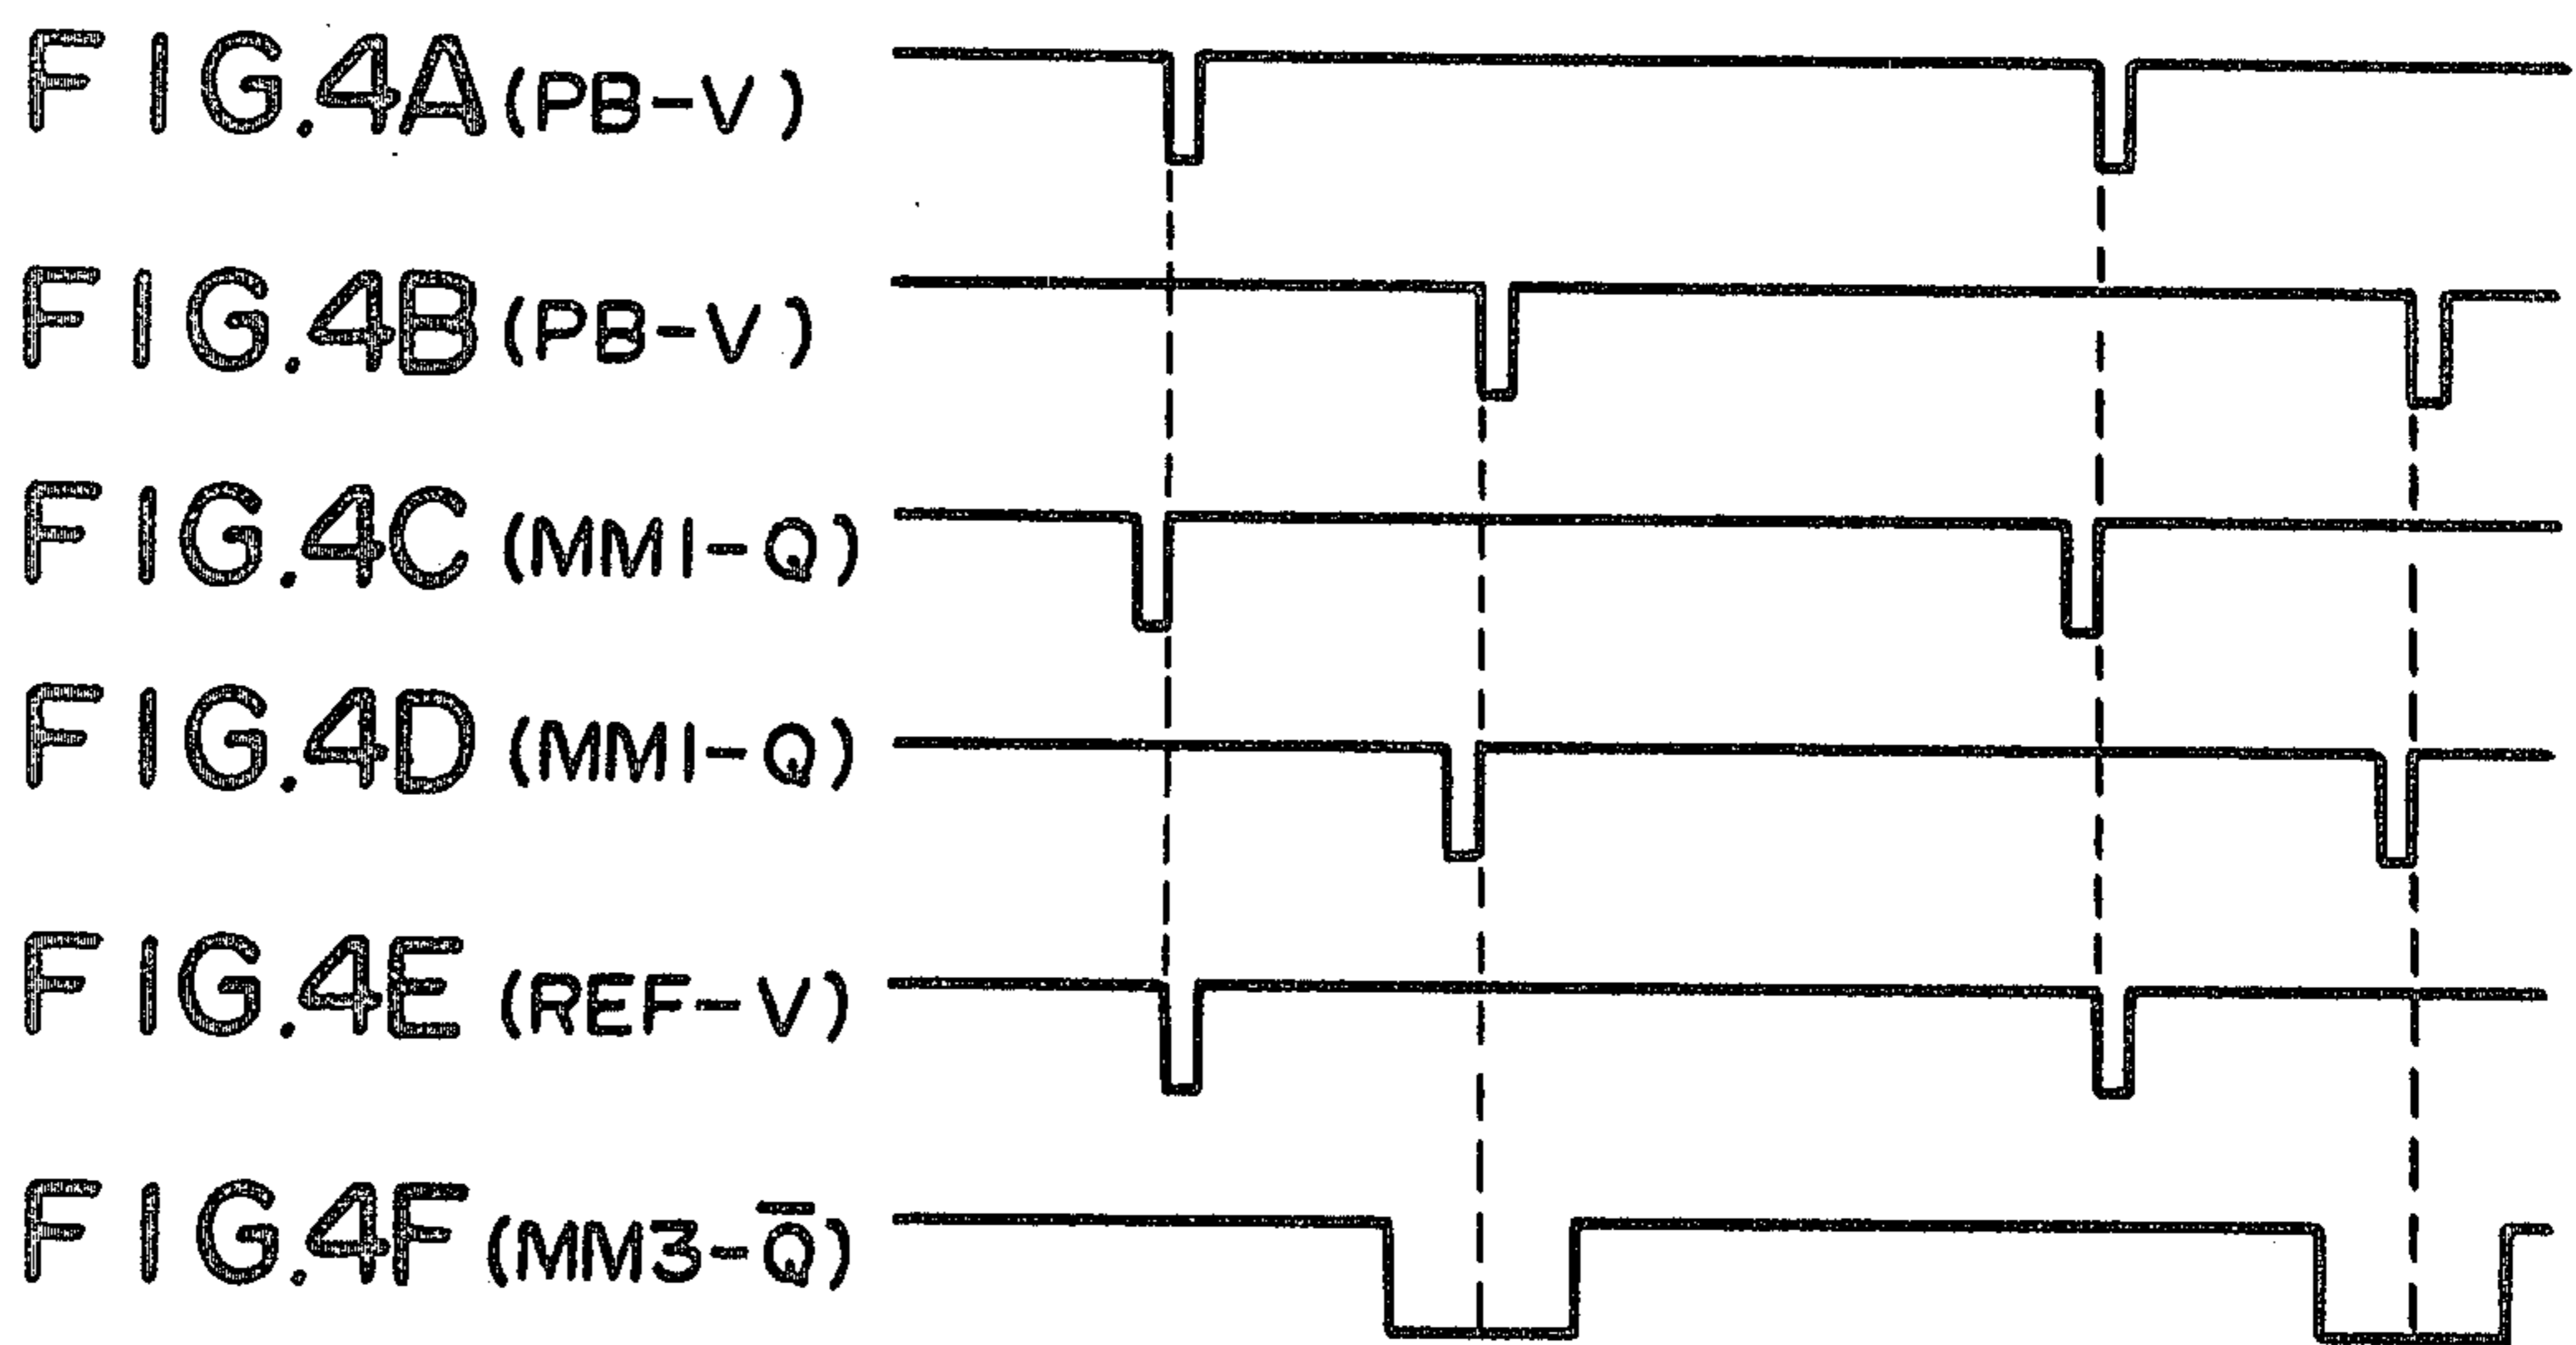 FIG.4A (PB-V)
FIG.4B (PB-V)
FIG.4C (MM1-Q)
FIG.4D (MM1-Q)
FIG.4E (REF-V)
FIG.4F (MM3-Q̅)